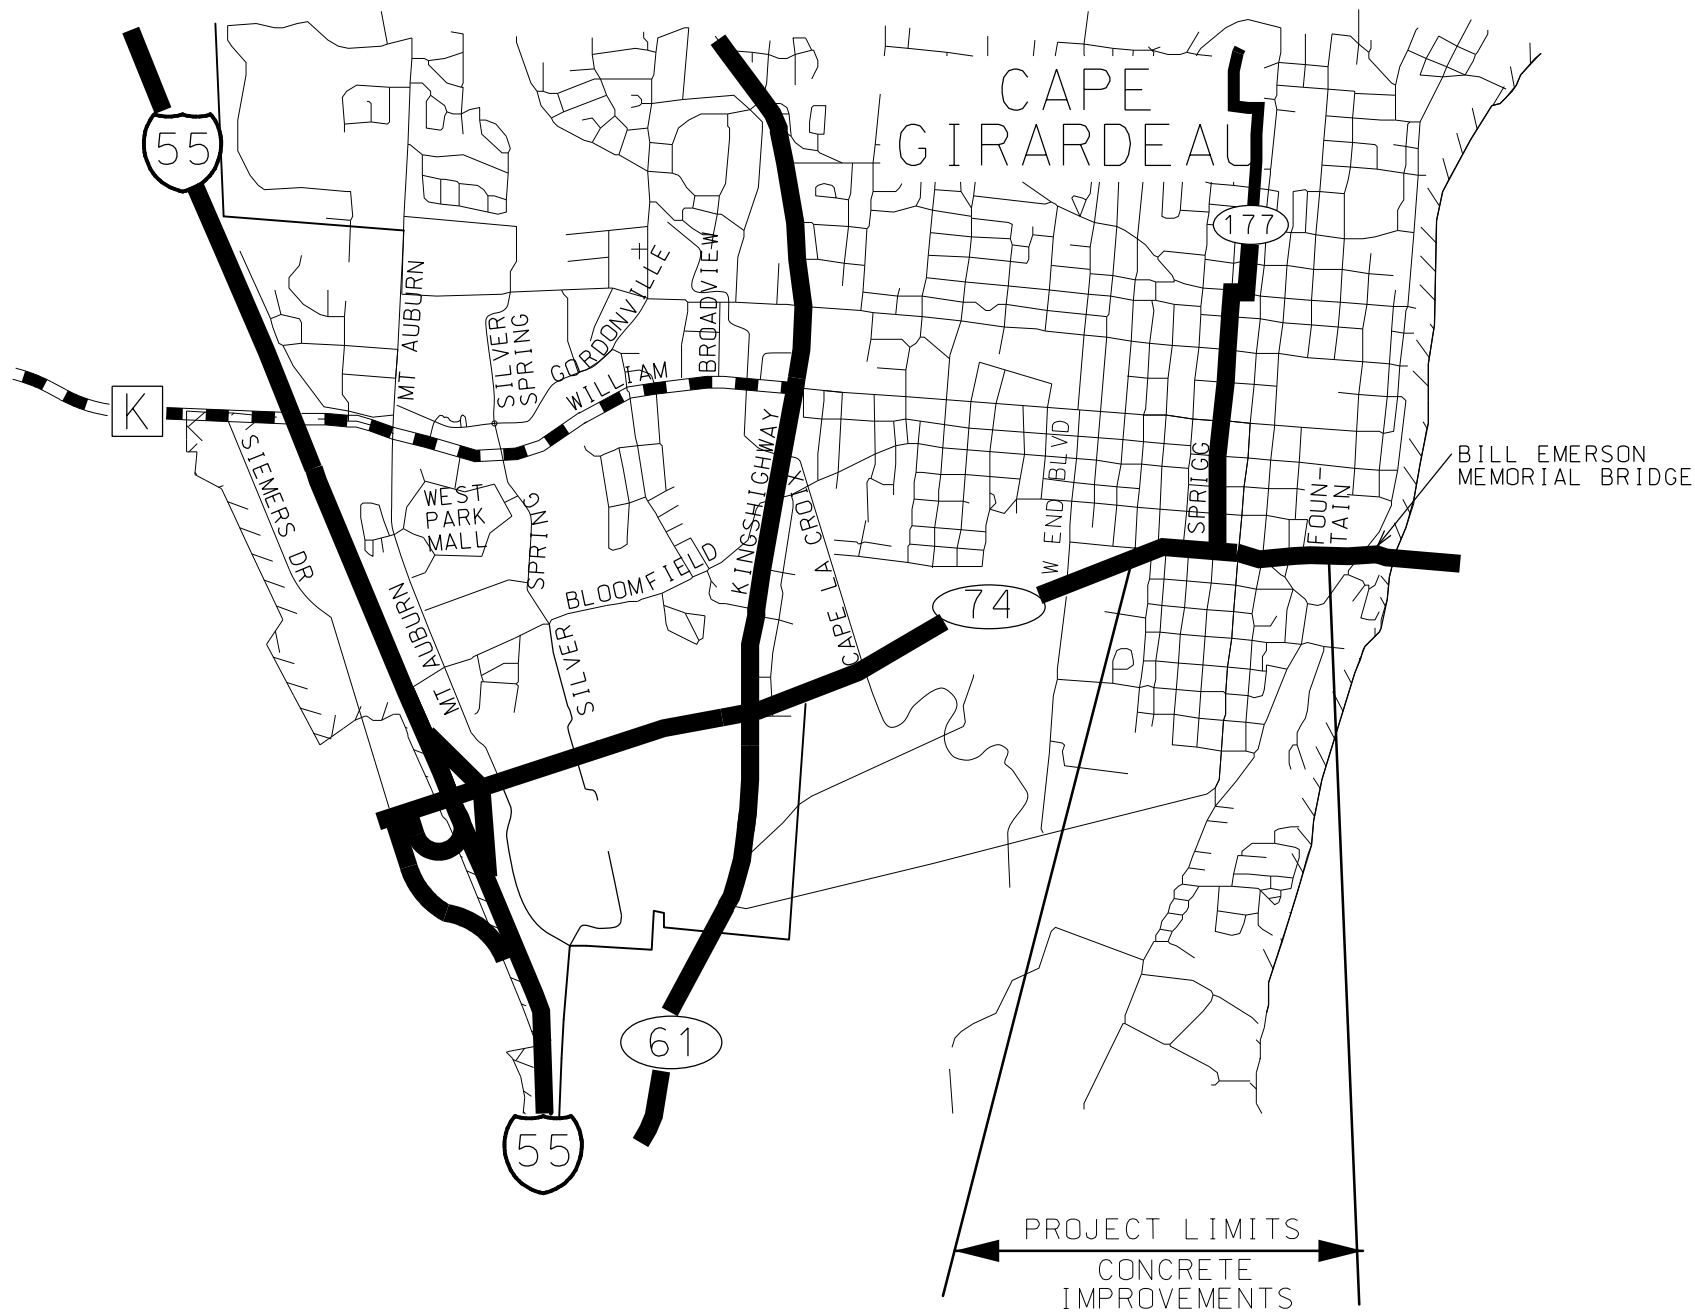 CAPE
GIRARDEAU
55
177
MT AUBURN
SILVER
SPRING
GORDONVILLE
BROADVIEW
WILLIAM
K
SIEMERS DR
WEST
PARK
MALL
SPRING
KINGSHIGHWAY
CAPE LA CROIX
W END BLVD
SPRIGG
FOUN-
TAIN
BILL EMERSON
MEMORIAL BRIDGE
BLOOMFIELD
MT AUBURN
SILVER
74
61
55
PROJECT LIMITS
CONCRETE
IMPROVEMENTS